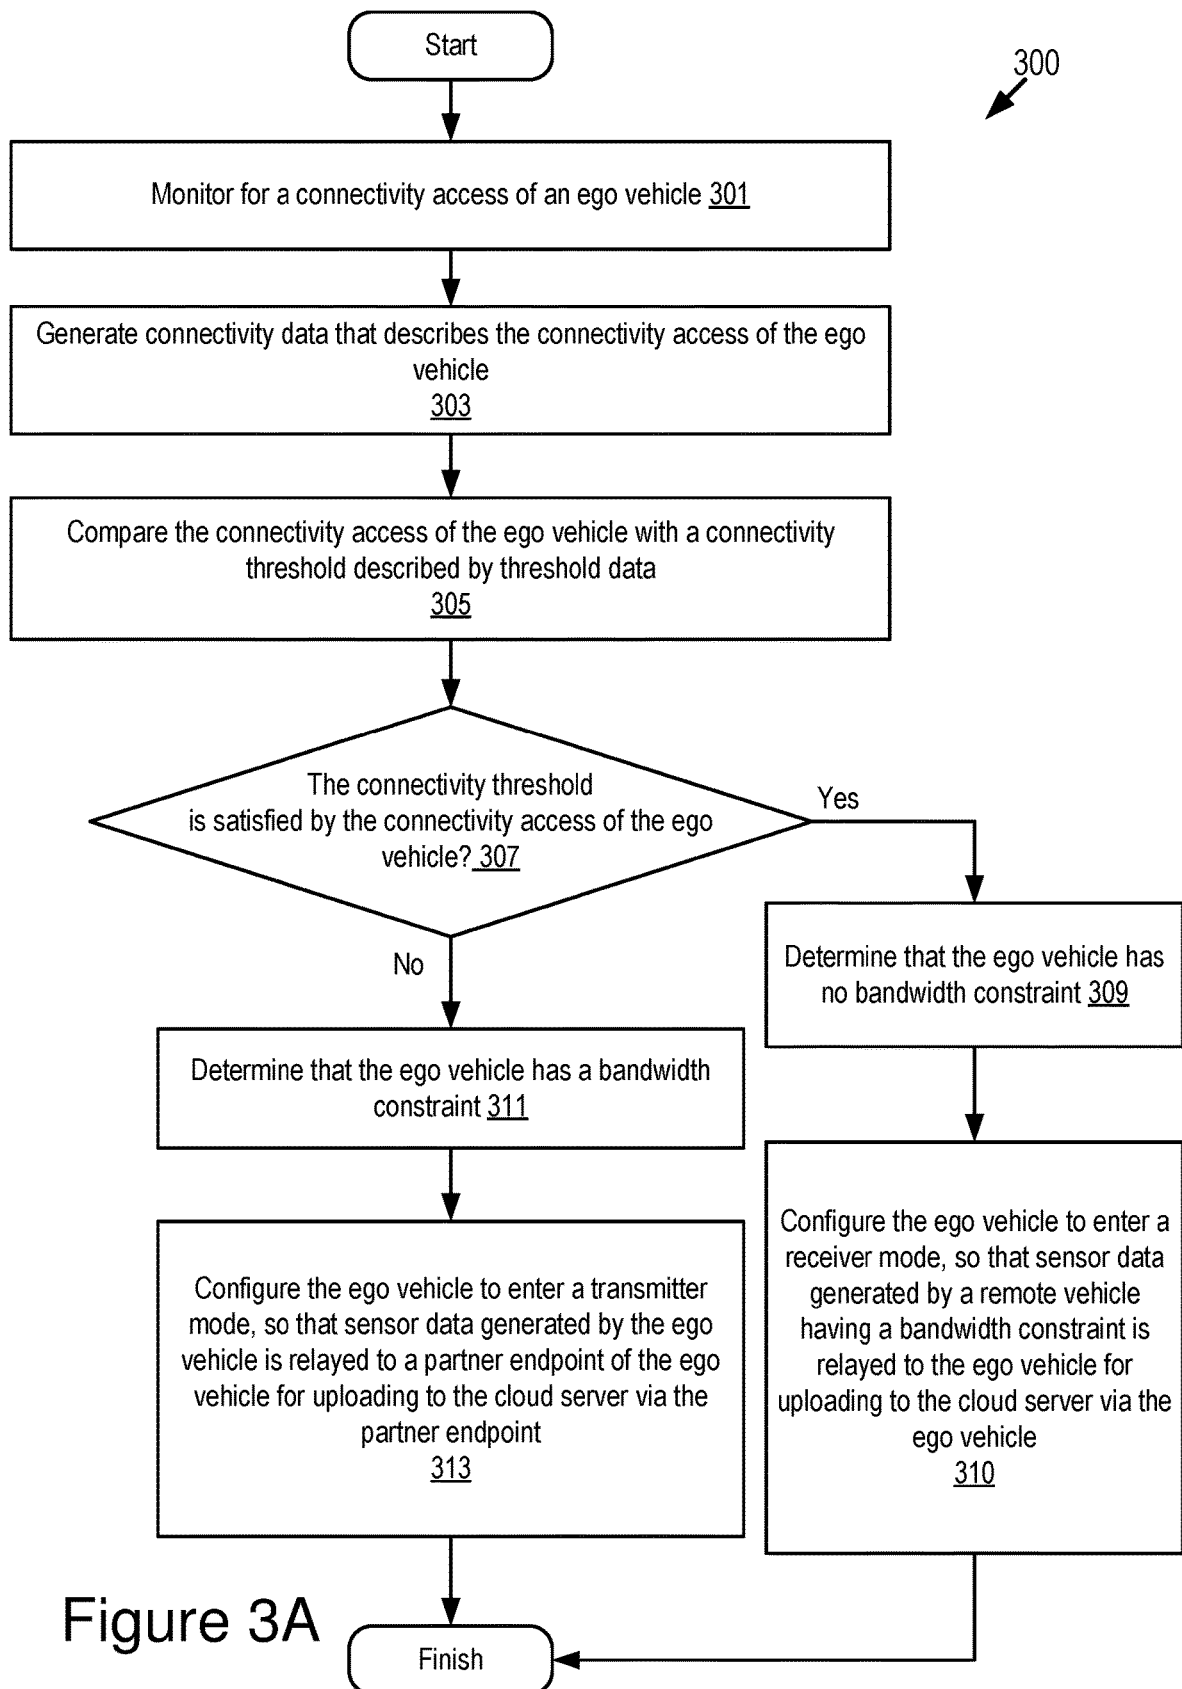 Start
300
Monitor for a connectivity access of an ego vehicle 301
Generate connectivity data that describes the connectivity access of the ego
vehicle
303
Compare the connectivity access of the ego vehicle with a connectivity
threshold described by threshold data
305
The connectivity threshold
is satisfied by the connectivity access of the ego
vehicle? 307
Yes
No
Determine that the ego vehicle has
no bandwidth constraint 309
Determine that the ego vehicle has a bandwidth
constraint 311
Configure the ego vehicle to enter a
receiver mode, so that sensor data
generated by a remote vehicle
having a bandwidth constraint is
relayed to the ego vehicle for
uploading to the cloud server via the
ego vehicle
310
Configure the ego vehicle to enter a transmitter
mode, so that sensor data generated by the ego
vehicle is relayed to a partner endpoint of the ego
vehicle for uploading to the cloud server via the
partner endpoint
313
Figure 3A
Finish